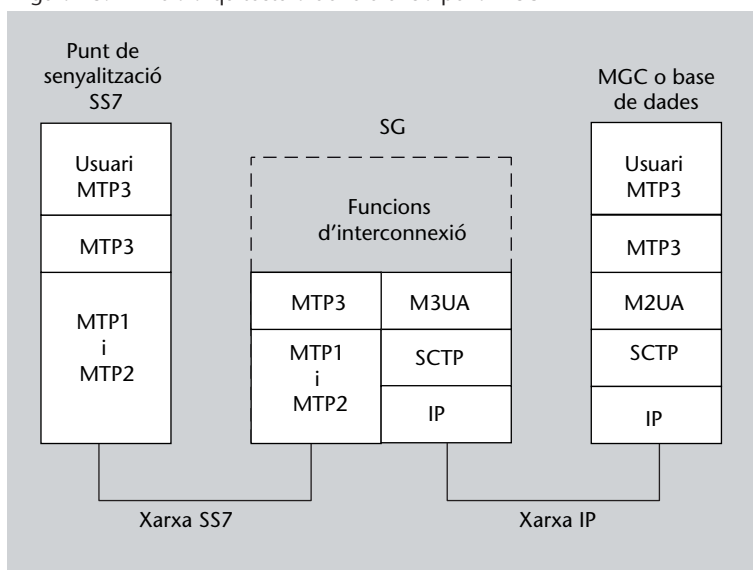 Punt de
senyalització
SS7
Usuari
MTP3
MTP3
MTP1
i
MTP2
SG
Funcions
d'interconnexió
MTP3
M3UA
MTP1
i
MTP2
SCTP
IP
MGC o base
de dades
Usuari
MTP3
MTP3
M2UA
SCTP
IP
Xarxa SS7
Xarxa IP